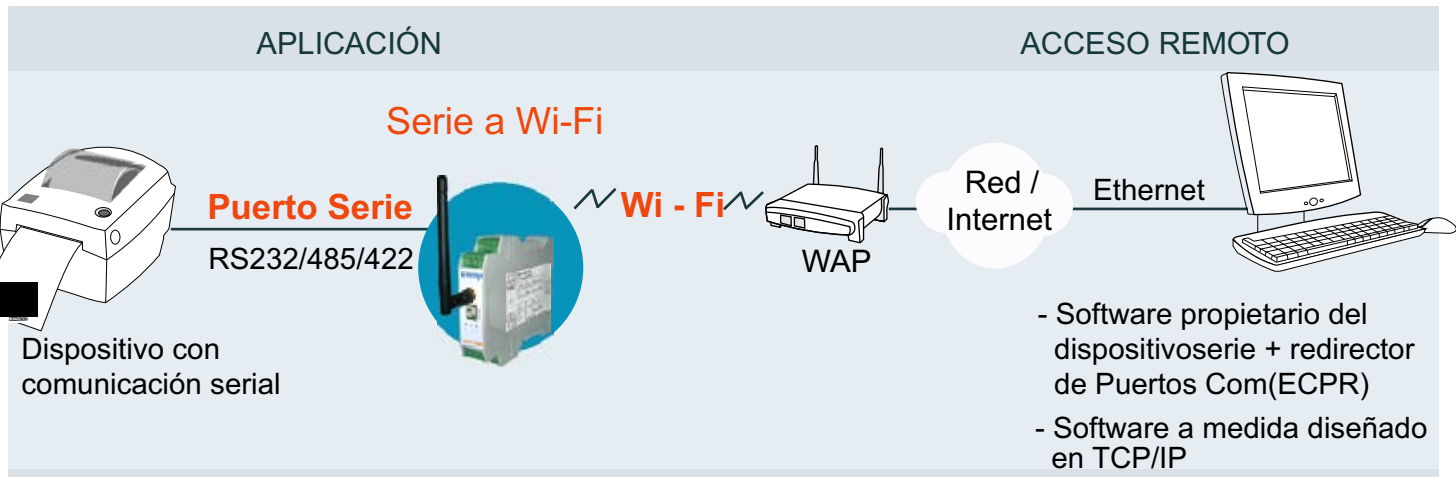 APLICACIÓN
ACCESO REMOTO
Serie a Wi-Fi
Puerto Serie
RS232/485/422
Wi - Fi
WAP
Red /
Internet
Ethernet
Dispositivo con
comunicación serial
- Software propietario del
dispositivoserie + redirector
de Puertos Com(ECPR)
- Software a medida diseñado
en TCP/IP